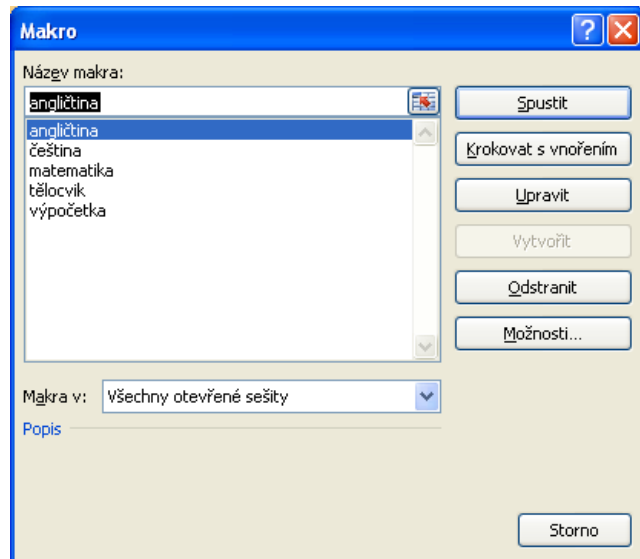 Makro
Název makra:
angličtina
angličtina
čeština
matematika
tělocvik
výpočetka
Spustit
Krokovat s vnořením
Upravit
Vytvořit
Odstranit
Možnosti...
Makra v: Všechny otevřené sešity
Popis
Storno